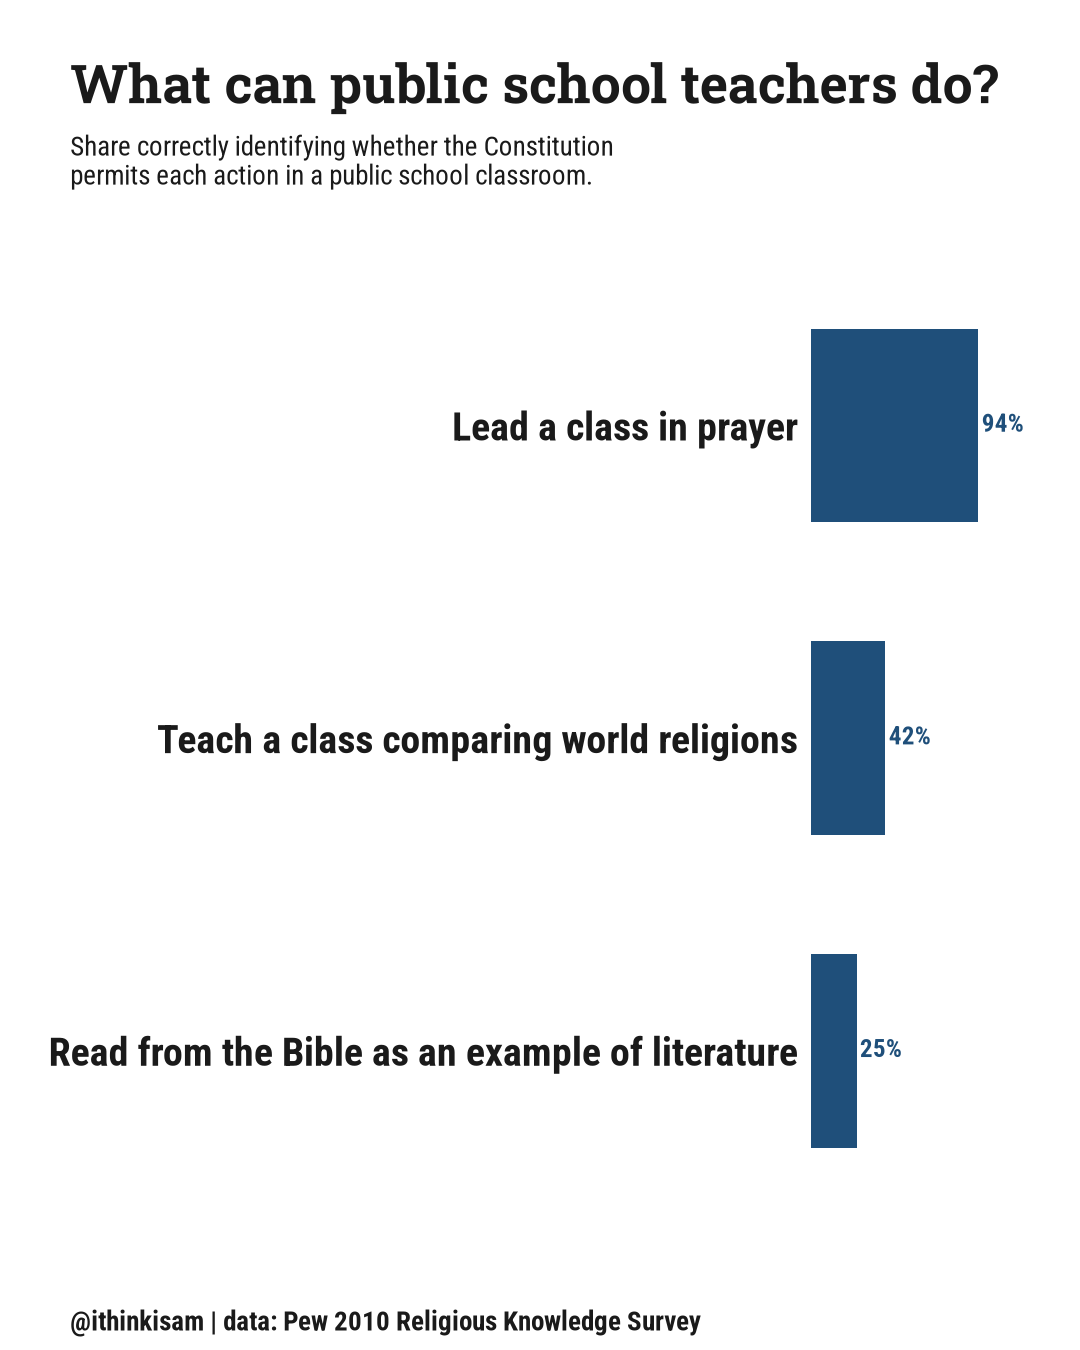 What can public school teachers do?
Share correctly identifying whether the Constitution
permits each action in a public school classroom.
Lead a class in prayer 94%
Teach a class comparing world religions 42%
Read from the Bible as an example of literature 25%
@ithinkisam | data: Pew 2010 Religious Knowledge Survey